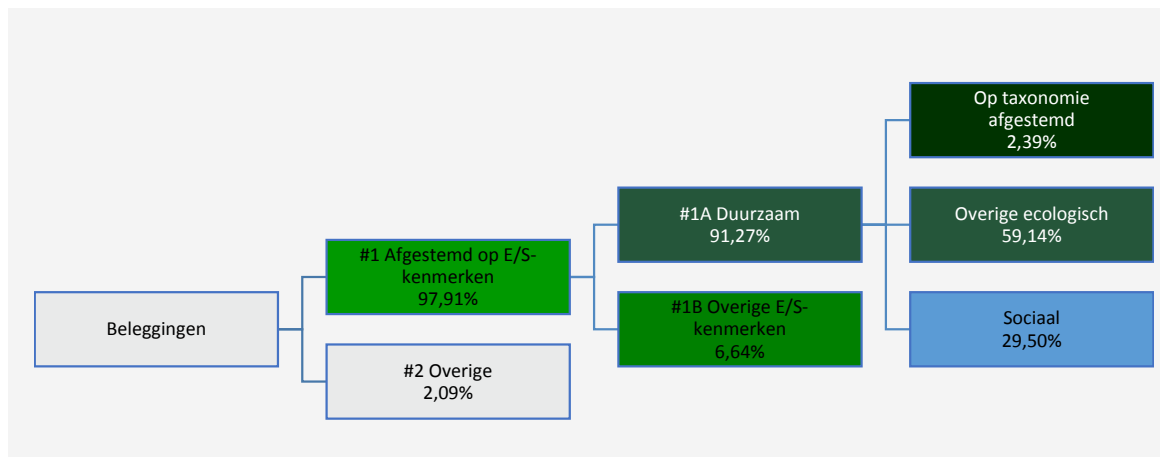 Beleggingen
#1 Afgestemd op E/S-
kenmerken
97,91%
#2 Overige
2,09%
#1A Duurzaam
91,27%
#1B Overige E/S-
kenmerken
6,64%
Op taxonomie
afgestemd
2,39%
Overige ecologisch
59,14%
Sociaal
29,50%